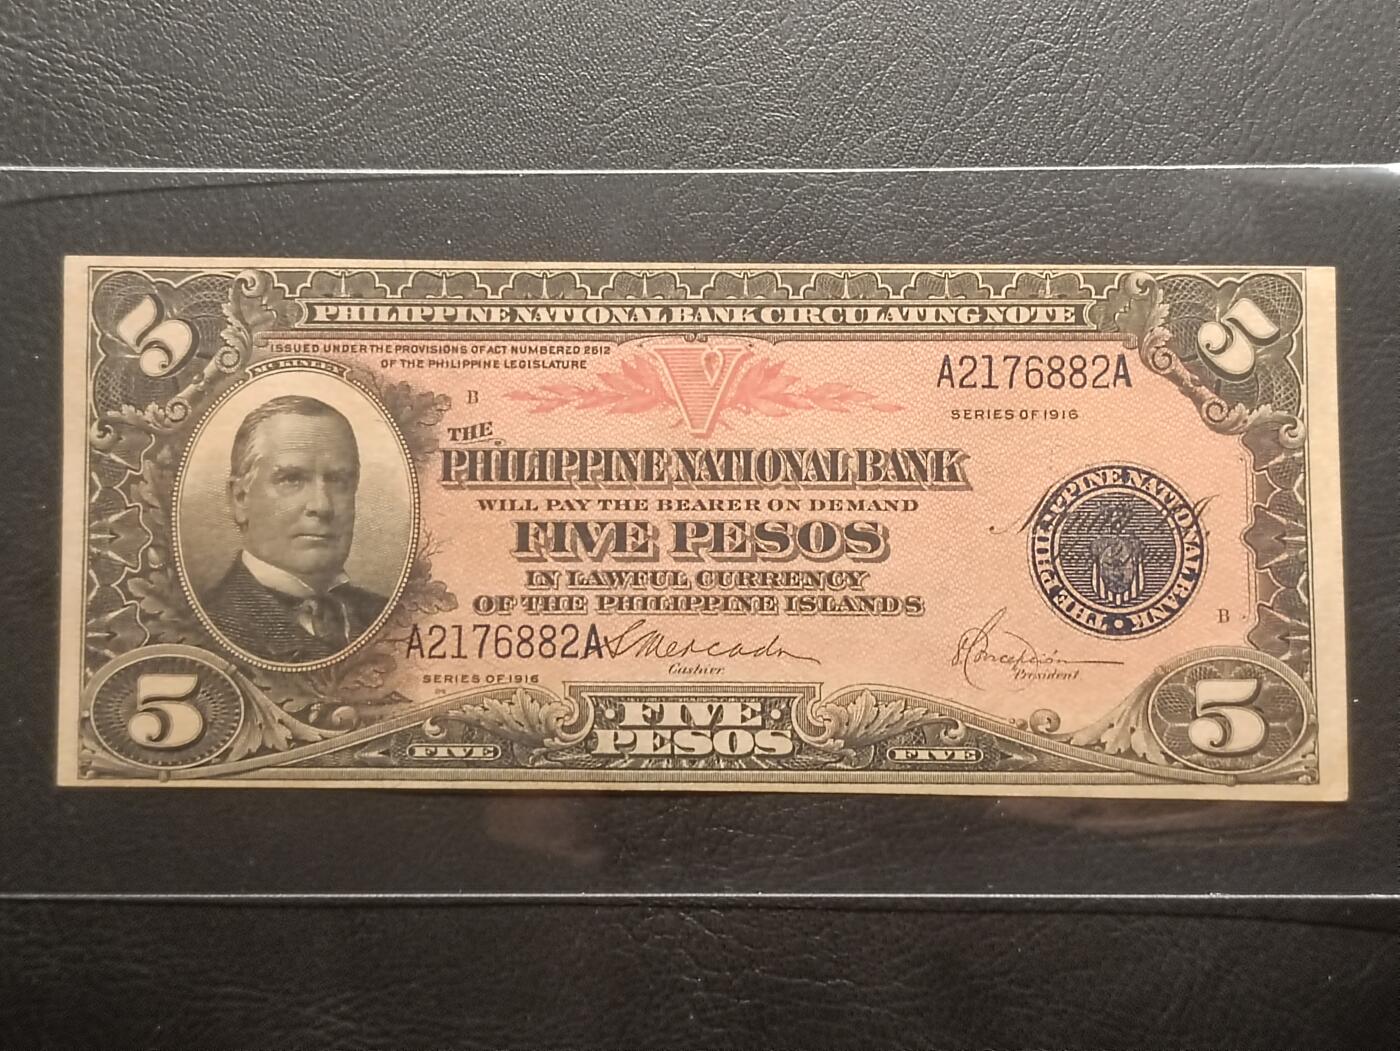 PHILIPPINE NATIONAL BANK CIRCULATING NOTE
5
5
ISSUED UNDER THE PROVISIONS OF ACT NUMBERED 2612
OF THE PHILIPPINE LEGISLATURE
V
A2176882A
SERIES OF 1916
MCKINLEY
B
THE
PHILIPPINE NATIONAL BANK
WILL PAY THE BEARER ON DEMAND
FIVE PESOS
IN LAWFUL CURRENCY
OF THE PHILIPPINE ISLANDS
THE PHILIPPINE NATIONAL BANK
B
A2176882A
SERIES OF 1916
S Mercado
Cashier
V Concepción
President
5
FIVE
FIVE
PESOS
FIVE
5